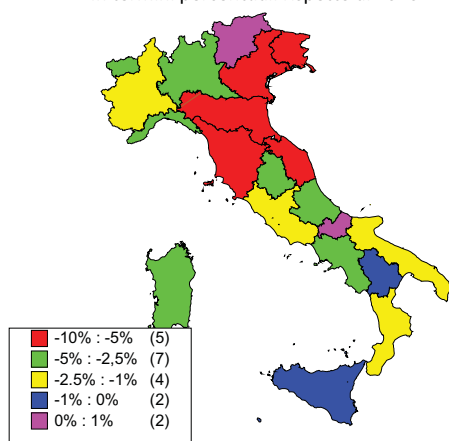 -10% : -5% (5)
-5% : -2,5% (7)
-2.5% : -1% (4)
-1% : 0% (2)
0% : 1% (2)